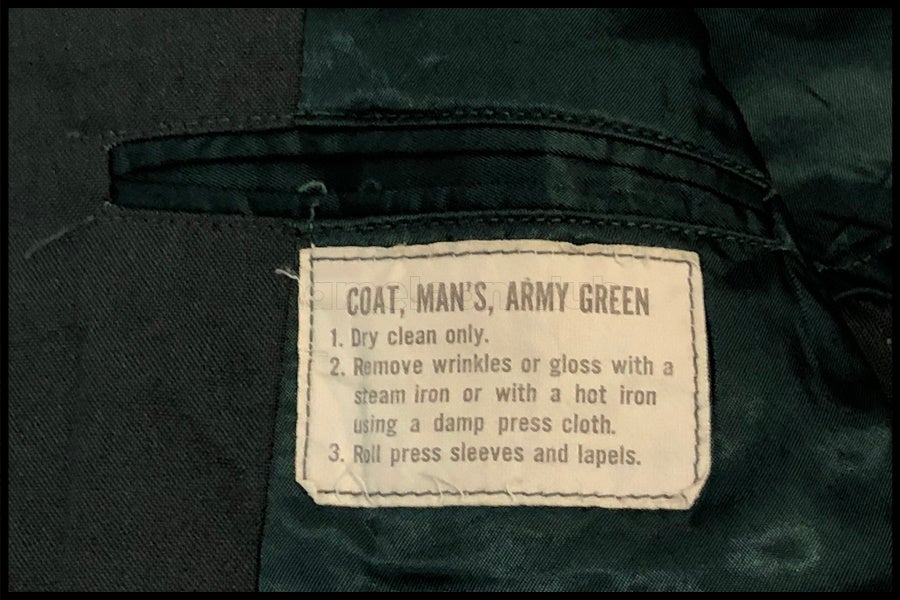 COAT, MAN'S, ARMY GREEN
1. Dry clean only.
2. Remove wrinkles or gloss with a
steam iron or with a hot iron
using a damp press cloth.
3. Roll press sleeves and lapels.